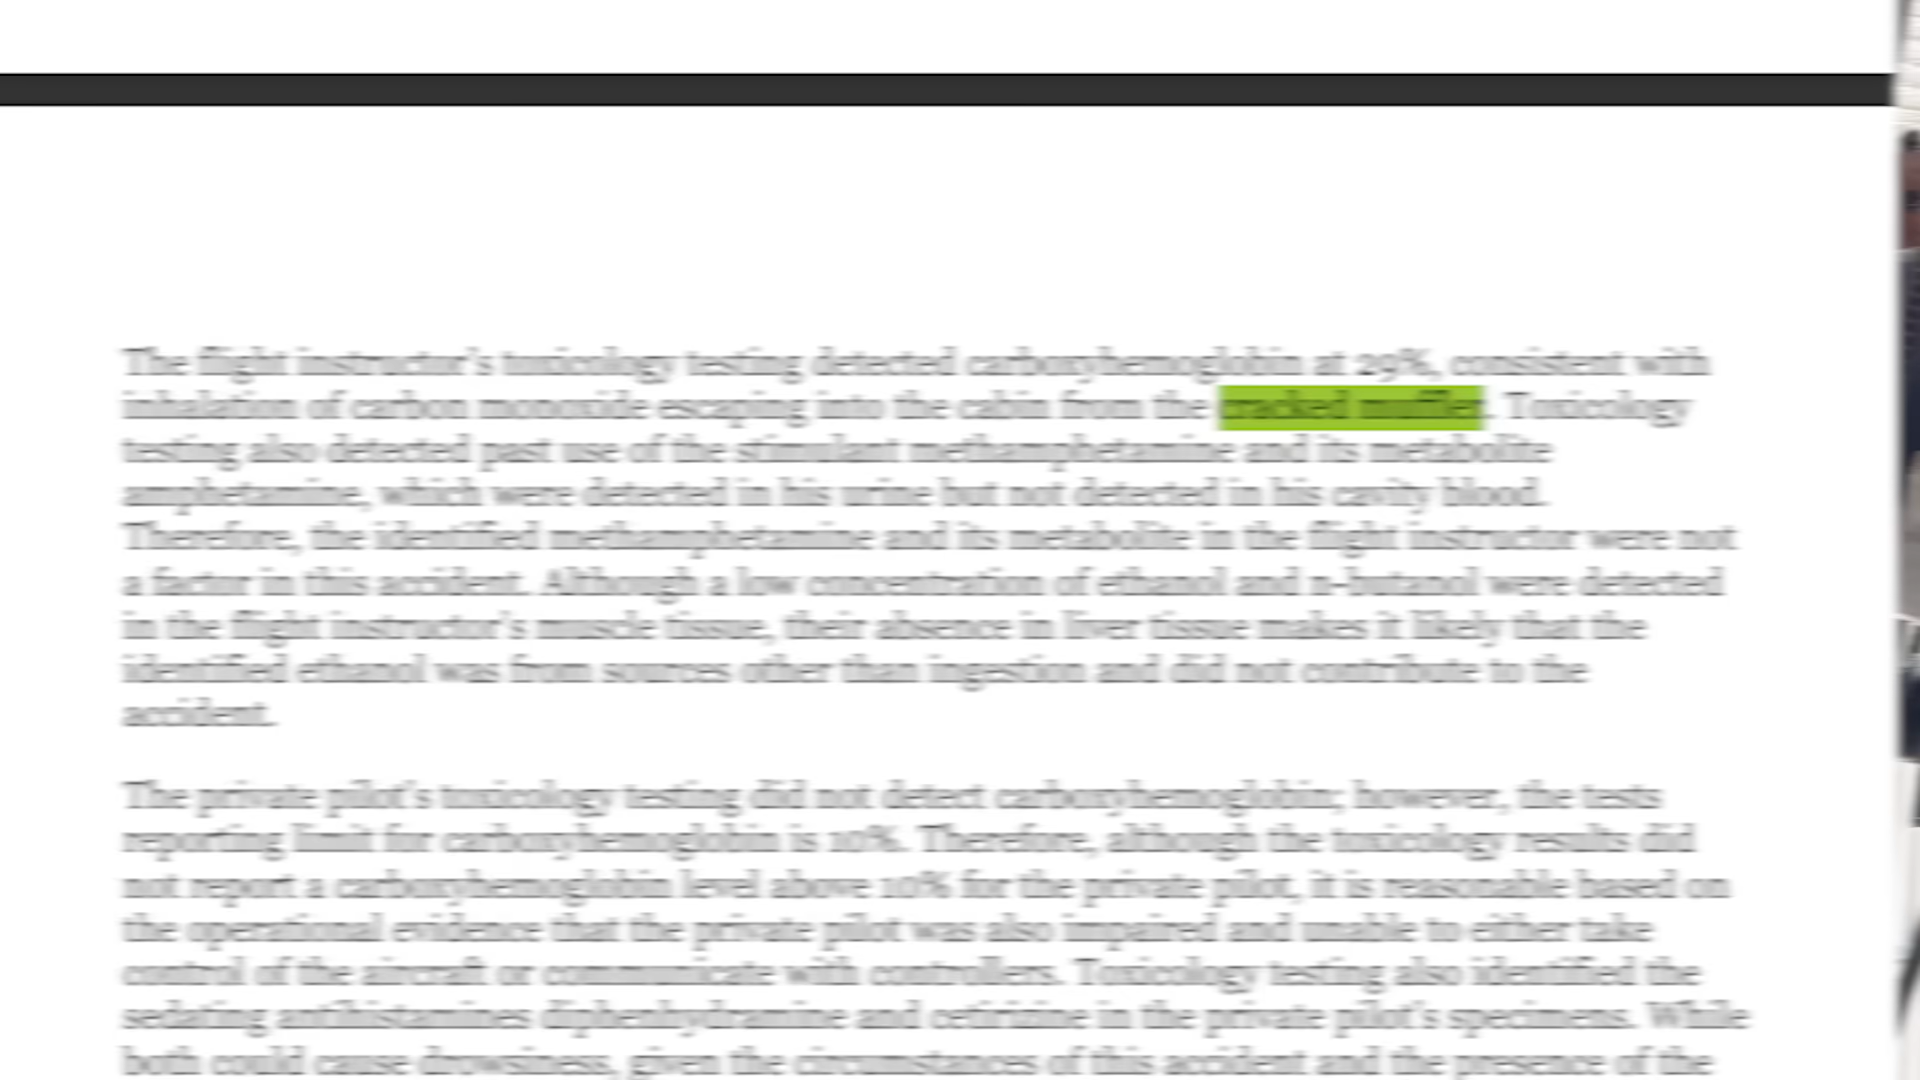 The flight instructor's toxicology testing detected carboxyhemoglobin at 29%, consistent with
inhalation of carbon monoxide escaping into the cabin from the cracked muffler. Toxicology
testing also detected past use of the stimulant methamphetamine and its metabolite
amphetamine, which were detected in his urine but not detected in his cavity blood.
Therefore, the identified methamphetamine and its metabolite in the flight instructor were not
a factor in this accident. Although a low concentration of ethanol and n-butanol were detected
in the flight instructor's muscle tissue, their absence in liver tissue makes it likely that the
identified ethanol was from sources other than ingestion and did not contribute to the
accident.
The private pilot's toxicology testing did not detect carboxyhemoglobin; however, the tests
reporting limit for carboxyhemoglobin is 10%. Therefore, although the toxicology results did
not report a carboxyhemoglobin level above 10% for the private pilot, it is reasonable based on
the operational evidence that the private pilot was also impaired and unable to either take
control of the aircraft or communicate with controllers. Toxicology testing also identified the
sedating antihistamines diphenhydramine and cetirizine in the private pilot's specimens. While
both could cause drowsiness, given the circumstances of this accident and the presence of the